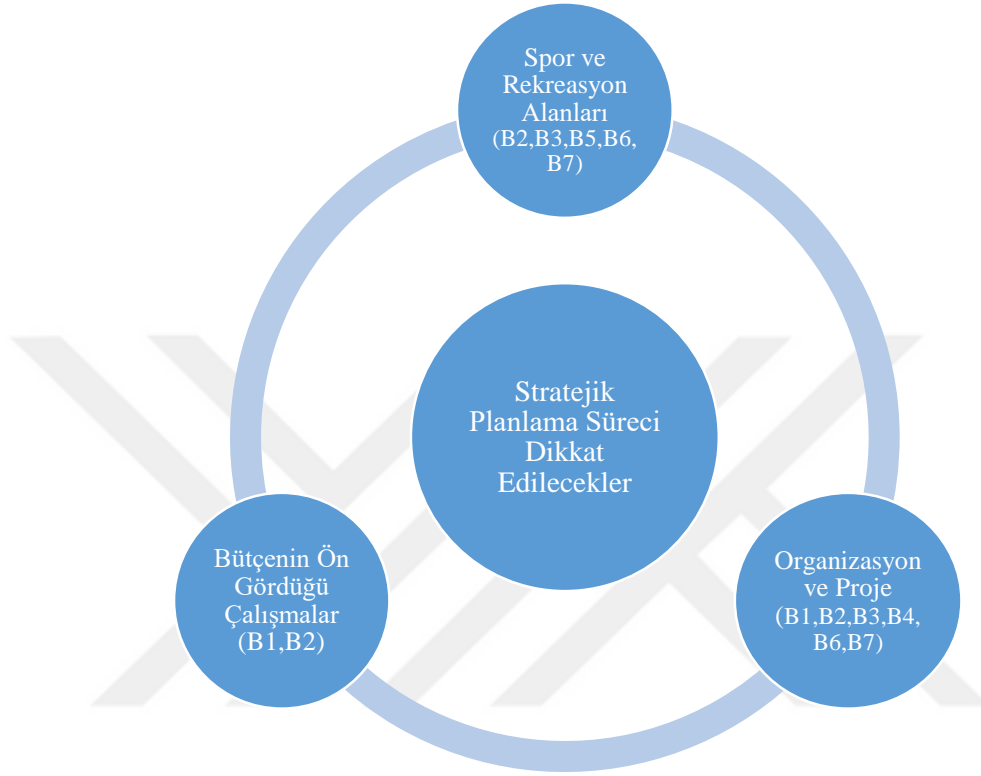 Spor ve
Rekreasyon
Alanları
(B2,B3,B5,B6,
B7)
Stratejik
Planlama Süreci
Dikkat
Edilecekler
Bütçenin Ön
Gördüğü
Çalışmalar
(B1,B2)
Organizasyon
ve Proje
(B1,B2,B3,B4,
B6,B7)